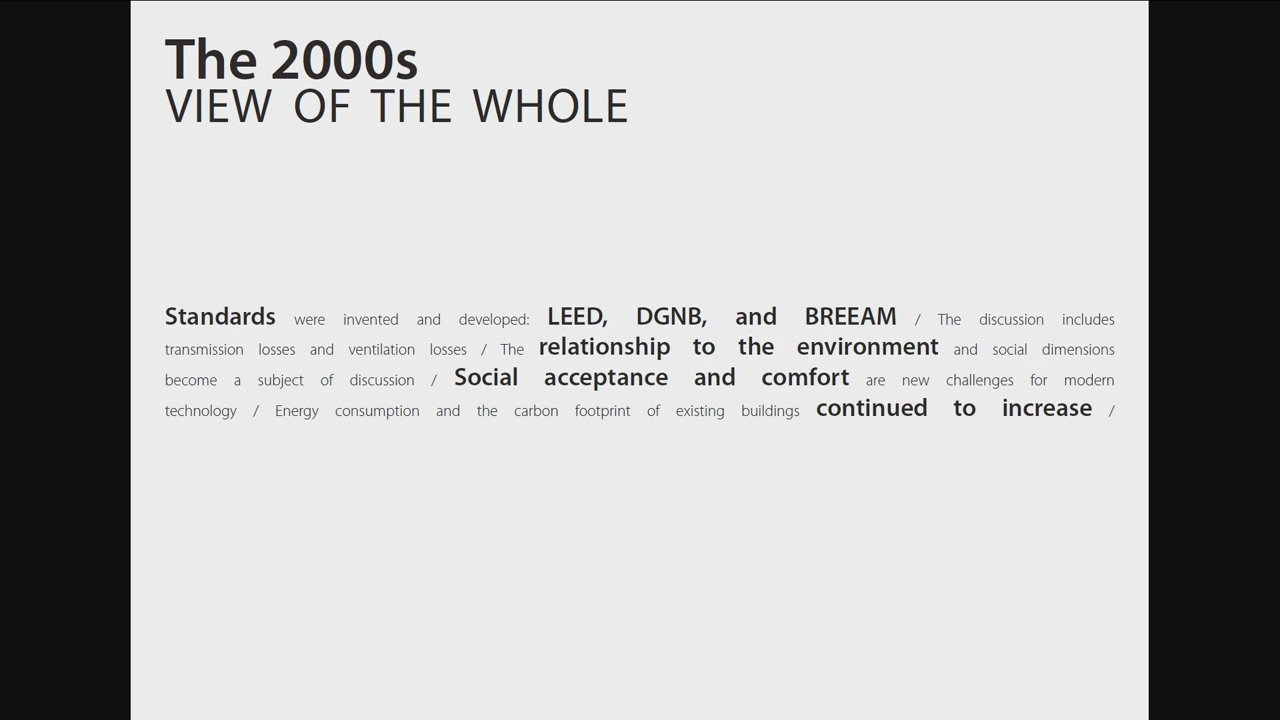 The 2000s
VIEW OF THE WHOLE
Standards were invented and developed: LEED, DGNB, and BREEAM / The discussion includes
transmission losses and ventilation losses / The relationship to the environment and social dimensions
become a subject of discussion / Social acceptance and comfort are new challenges for modern
technology / Energy consumption and the carbon footprint of existing buildings continued to increase /